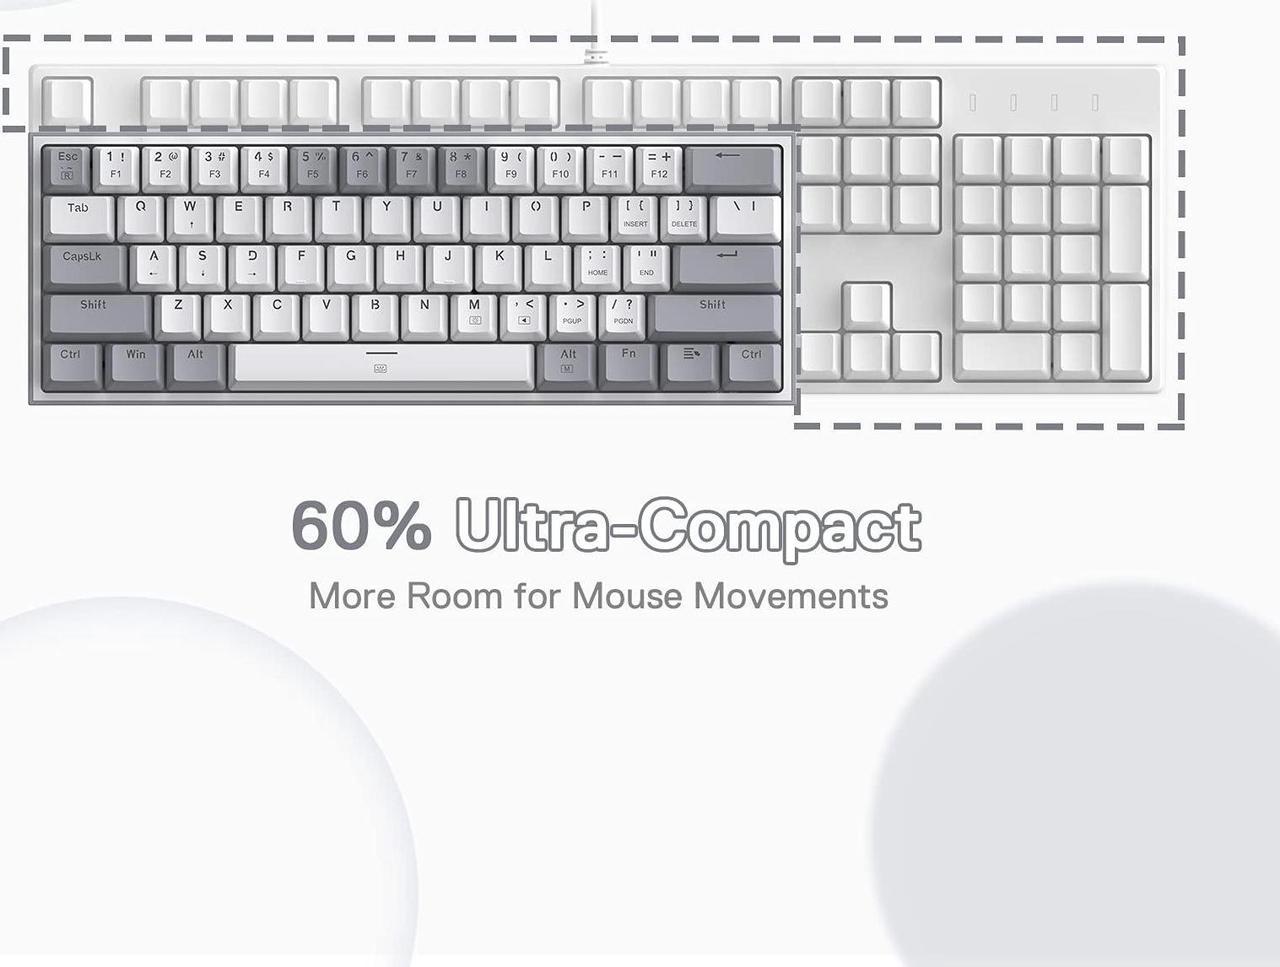 Esc 1 ! 2 @ 3 # 4 $ 5 % 6 ^ 7 & 8 * 9 ( 0 ) - – = +
R F1 F2 F3 F4 F5 F6 F7 F8 F9 F10 F11 F12
Tab Q W E R T Y U I O P [ { ] } \ |
INSERT DELETE
CapsLk A S D F G H J K L ; : ' "
HOME END
Shift Z X C V B N M , < . > / ? Shift
PGUP PGDN
Ctrl Win Alt Alt Fn Ctrl
M
60% Ultra-Compact
More Room for Mouse Movements